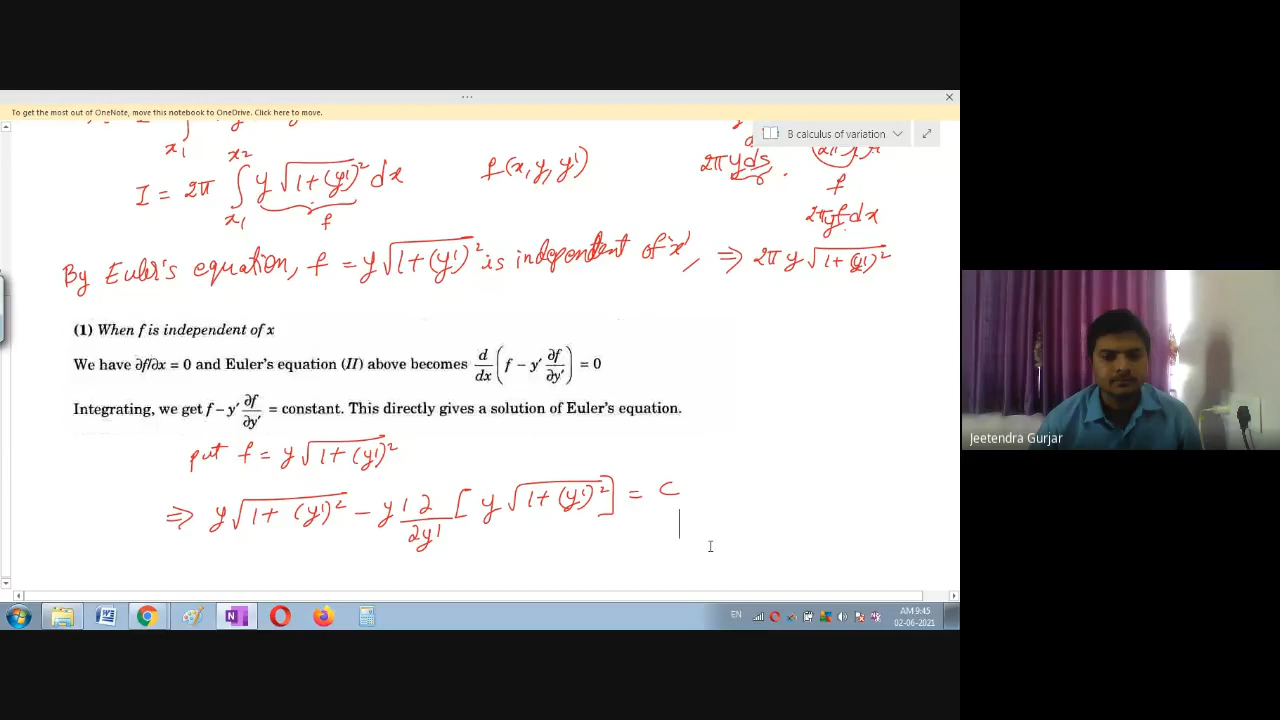 To get the most out of OneNote, move this notebook to OneDrive. Click here to move.
B calculus of variation
x1
x2
I = 2π ∫ y √1+(y')² dx
x1
f
f(x, y, y')
2πyds
f
dx
By Euler's equation, f = y√1+(y')² is independent of 'x', ⇒ 2π y √1+(y')²
(1) When f is independent of x
We have ∂f/∂x = 0 and Euler's equation (II) above becomes d/dx (f − y' ∂f/∂y') = 0
Integrating, we get f − y' ∂f/∂y' = constant. This directly gives a solution of Euler's equation.
put f = y √1+(y')²
⇒ y√1+(y')² − y' ∂/∂y' [ y √1+(y')² ] = c
Jeetendra Gurjar
EN
AM 9:45
02-06-2021